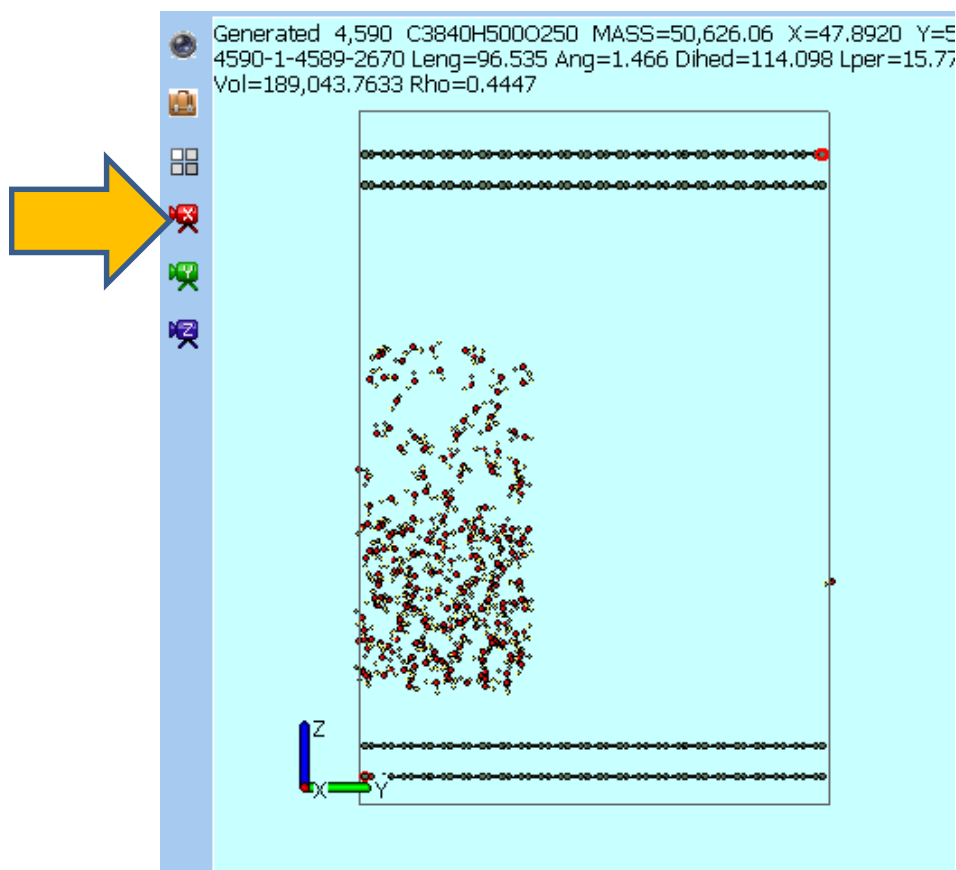 Generated 4,590 C3840H500O250 MASS=50,626.06 X=47.8920 Y=5
4590-1-4589-2670 Leng=96.535 Ang=1.466 Dihed=114.098 Lper=15.77
Vol=189,043.7633 Rho=0.4447
X
Y
Z
Z
X
Y